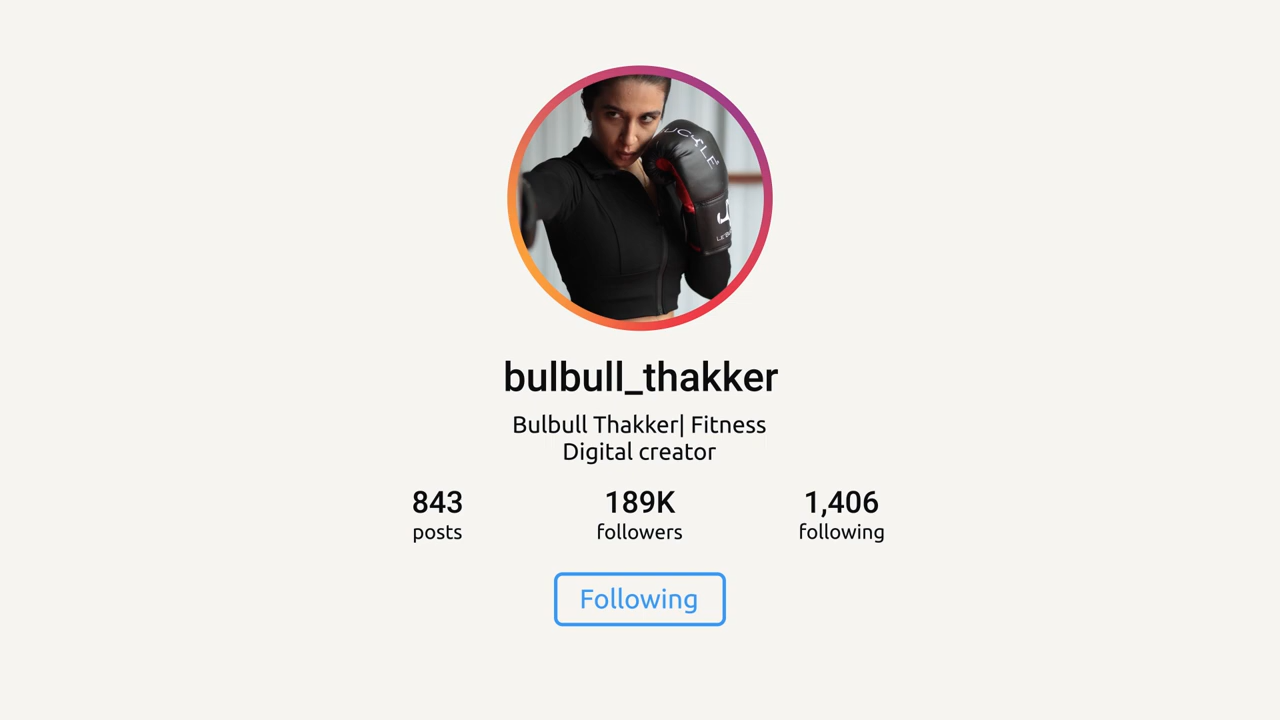 bulbull_thakker
Bulbull Thakker| Fitness
Digital creator
843 189K 1,406
posts followers following
Following